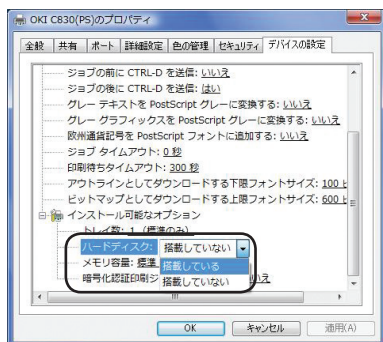 OKI C830(PS)のプロパティ
全般 共有 ポート 詳細設定 色の管理 セキュリティ デバイスの設定
ジョブの前に CTRL-D を送信: いいえ
ジョブの後に CTRL-D を送信: はい
グレー テキストを PostScript グレーに変換する: いいえ
グレー グラフィックスを PostScript グレーに変換する: いいえ
欧州通貨記号を PostScript フォントに追加する: いいえ
ジョブ タイムアウト: 0 秒
印刷待ちタイムアウト: 300 秒
アウトラインとしてダウンロードする下限フォントサイズ: 100
ビットマップとしてダウンロードする上限フォントサイズ: 600
インストール可能なオプション
トレイ数: 1 (標準のみ)
ハードディスク: 搭載していない
メモリ容量: 標準 搭載している
暗号化認証印刷ジ 搭載していない いいえ
OK キャンセル 適用(A)